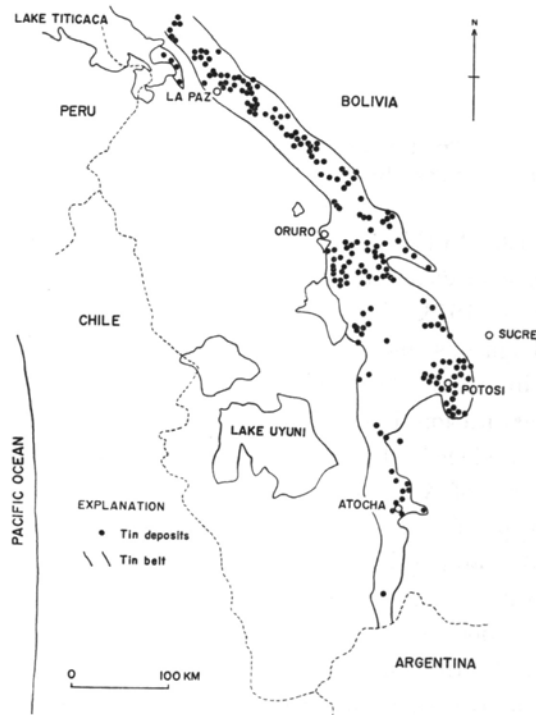 LAKE TITICACA
N
LA PAZ
BOLIVIA
PERU
ORURO
CHILE
SUCRE
POTOSI
LAKE UYUNI
PACIFIC OCEAN
EXPLANATION
Tin deposits
Tin belt
ATOCHA
0 100 KM
ARGENTINA